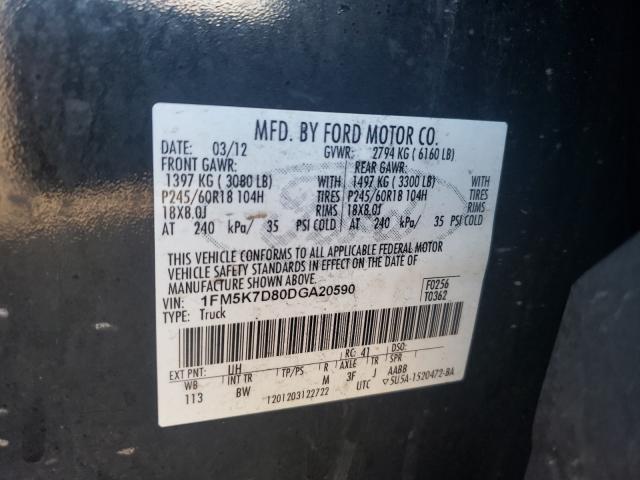 MFD. BY FORD MOTOR CO.
DATE: 03/12 GVWR: 2794 KG ( 6160 LB)
FRONT GAWR: REAR GAWR:
1397 KG ( 3080 LB) WITH 1497 KG ( 3300 LB) WITH
P245/60R18 104H TIRES P245/60R18 104H TIRES
18X8.0J RIMS 18X8.0J RIMS
AT 240 kPa/ 35 PSI COLD AT 240 kPa/ 35 PSI COLD
THIS VEHICLE CONFORMS TO ALL APPLICABLE FEDERAL MOTOR
VEHICLE SAFETY STANDARDS IN EFFECT ON THE DATE OF
MANUFACTURE SHOWN ABOVE.
VIN: 1FM5K7D80DGA20590 F0256
TYPE: Truck T0362
EXT PNT: UH RC: 41 DSO:
WB INT TR TP/PS R AXLE TR SPR
113 BW M 3F J AABB
1201203122722 UTC ▽5U5A-1520472-BA